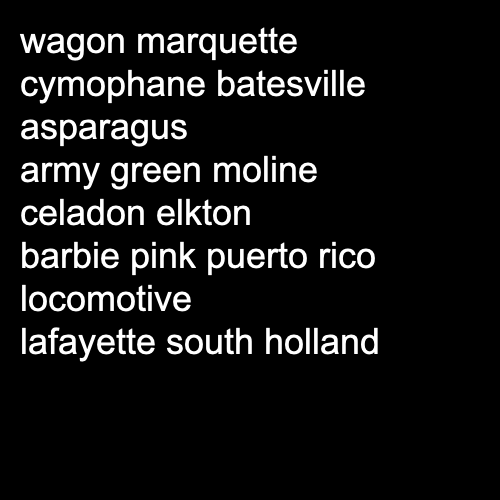 wagon marquette
cymophane batesville
asparagus
army green moline
celadon elkton
barbie pink puerto rico
locomotive
lafayette south holland